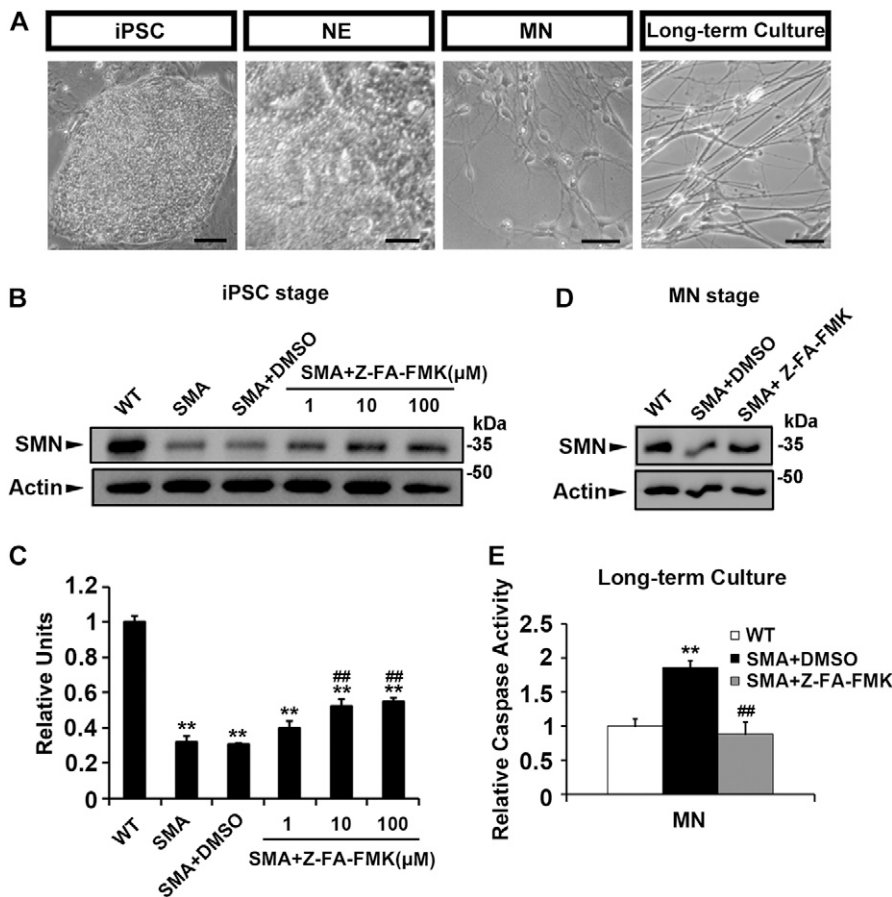 A
iPSC NE MN Long-term Culture
B
iPSC stage
WT SMA SMA+DMSO SMA+Z-FA-FMK(μM)
1 10 100
kDa
SMN -35
-50
Actin
D
MN stage
WT SMA+DMSO SMA+ Z-FA-FMK
kDa
SMN -35
-50
Actin
C
Relative Units
1.2
1
0.8
0.6
0.4
0.2
0
** ** ** ## ** ## **
WT SMA SMA+DMSO 1 10 100
SMA+Z-FA-FMK(μM)
E
Long-term Culture
Relative Caspase Activity
2.5
2
1.5
1
0.5
0
WT
SMA+DMSO
SMA+Z-FA-FMK
**
##
MN